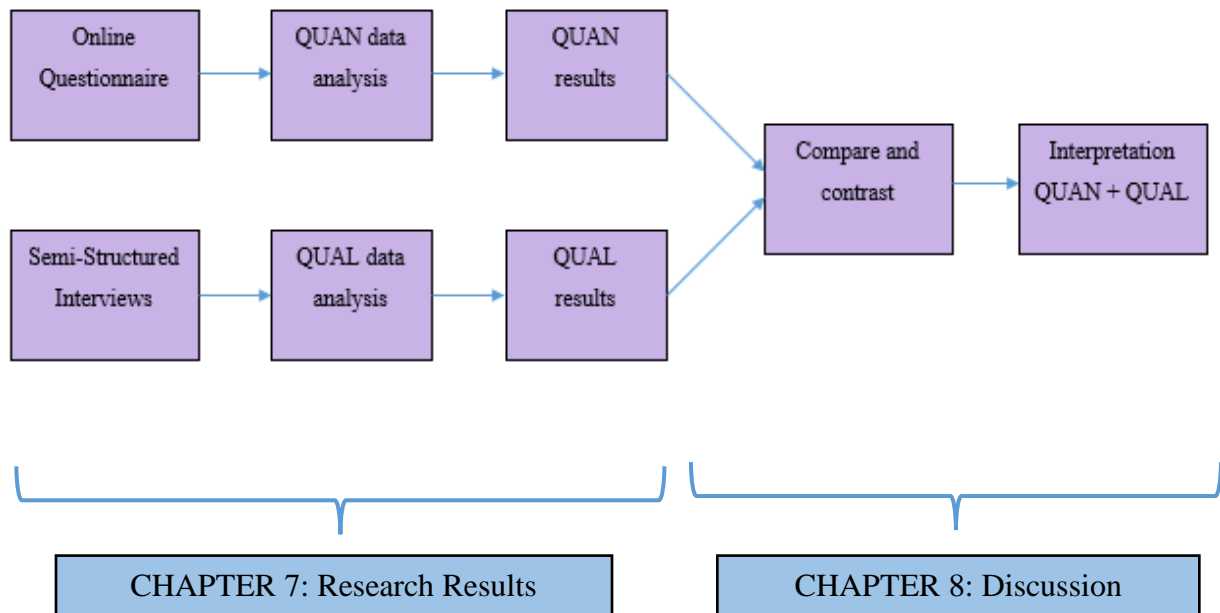 Online
Questionnaire
QUAN data
analysis
QUAN
results
Compare and
contrast
Interpretation
QUAN + QUAL
Semi-Structured
Interviews
QUAL data
analysis
QUAL
results
CHAPTER 7: Research Results
CHAPTER 8: Discussion